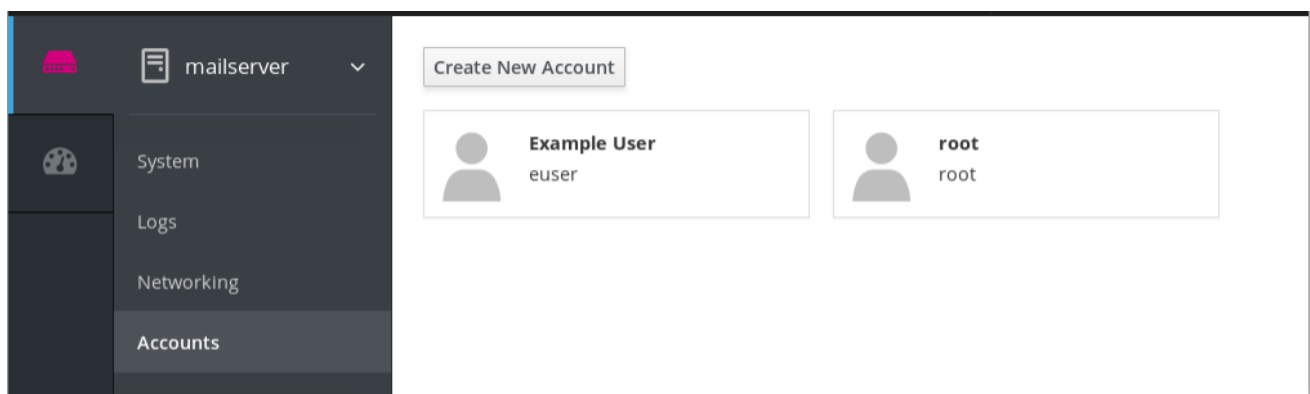 mailserver
System
Logs
Networking
Accounts
Create New Account
Example User
euser
root
root